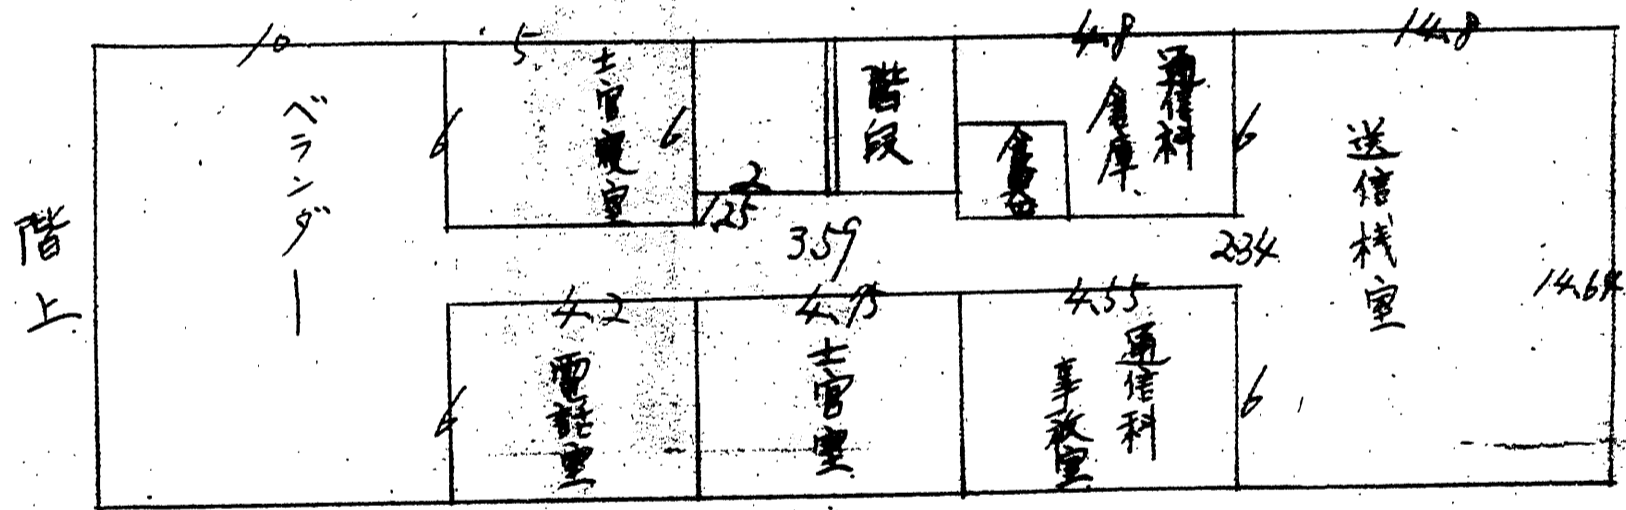 階上
10
ベランダー
5
士官寝室
6
6
2
1.25
階段
4.8
通信科
倉庫
6
14.8
送信機室
14.64
3.59
2.34
4.2
電話室
6
4.75
士官室
4.55
通信科
事務室
6